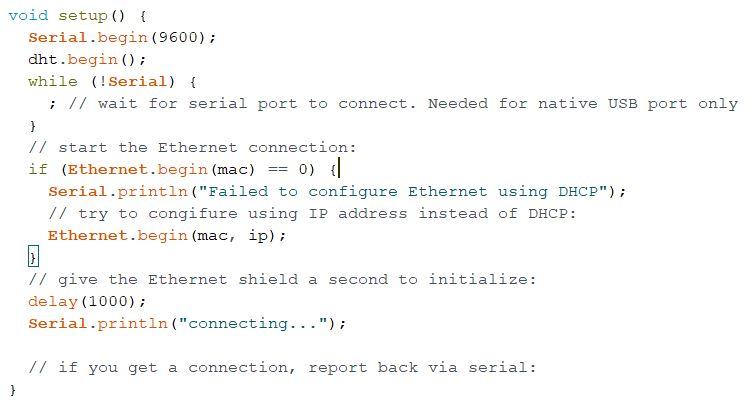 void setup() {
  Serial.begin(9600);
  dht.begin();
  while (!Serial) {
    ; // wait for serial port to connect. Needed for native USB port only
  }
  // start the Ethernet connection:
  if (Ethernet.begin(mac) == 0) {
    Serial.println("Failed to configure Ethernet using DHCP");
    // try to congifure using IP address instead of DHCP:
    Ethernet.begin(mac, ip);
  }
  // give the Ethernet shield a second to initialize:
  delay(1000);
  Serial.println("connecting...");

  // if you get a connection, report back via serial:
}